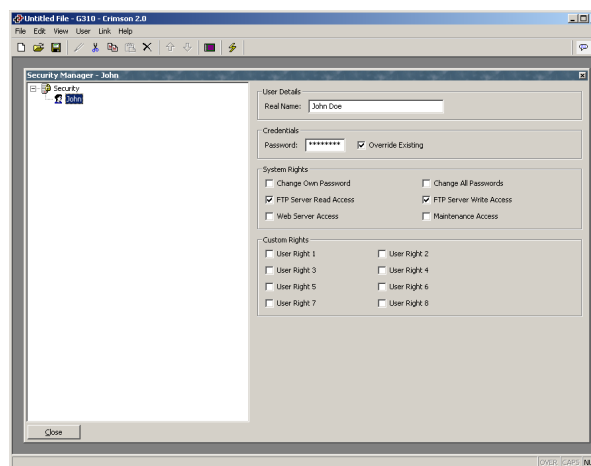 Untitled File - G310 - Crimson 2.0
File Edit View User Link Help
Security Manager - John
Security
John
User Details
Real Name: John Doe
Credentials
Password: ******** Override Existing
System Rights
Change Own Password Change All Passwords
FTP Server Read Access FTP Server Write Access
Web Server Access Maintenance Access
Custom Rights
User Right 1 User Right 2
User Right 3 User Right 4
User Right 5 User Right 6
User Right 7 User Right 8
Close
OVER CAPS